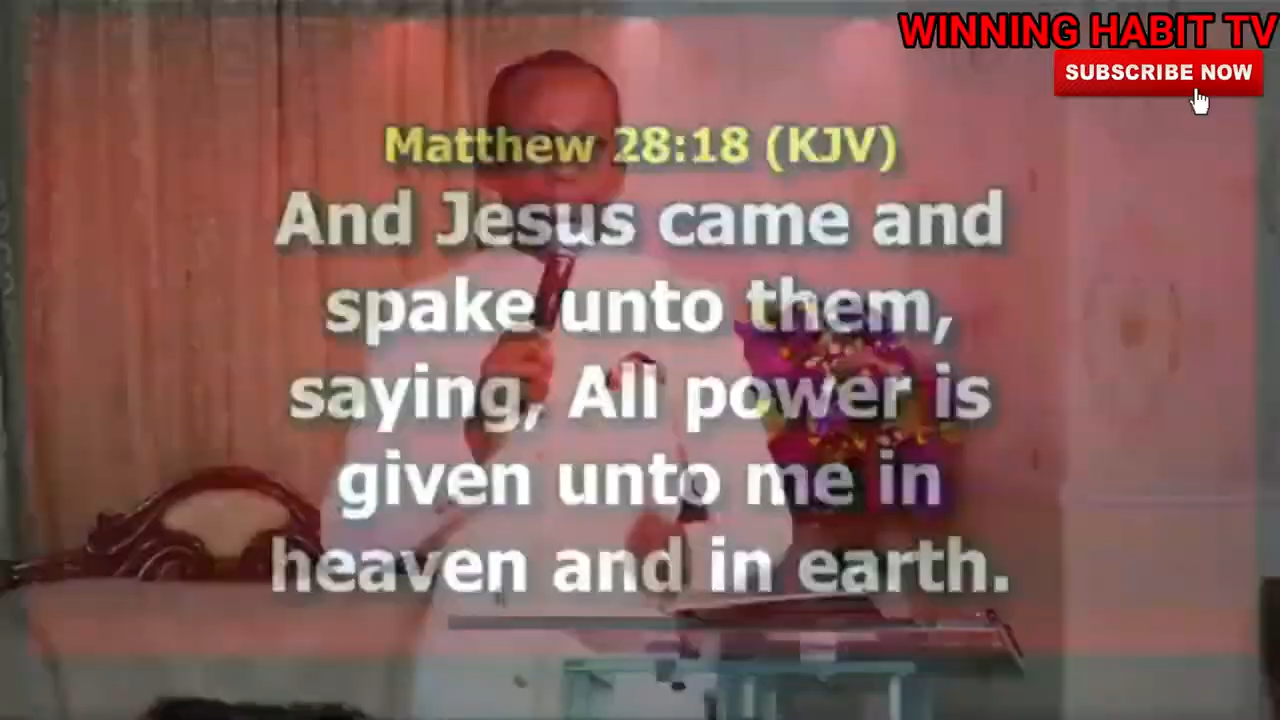 WINNING HABIT TV
SUBSCRIBE NOW
Matthew 28:18 (KJV)
And Jesus came and
spake unto them,
saying, All power is
given unto me in
heaven and in earth.